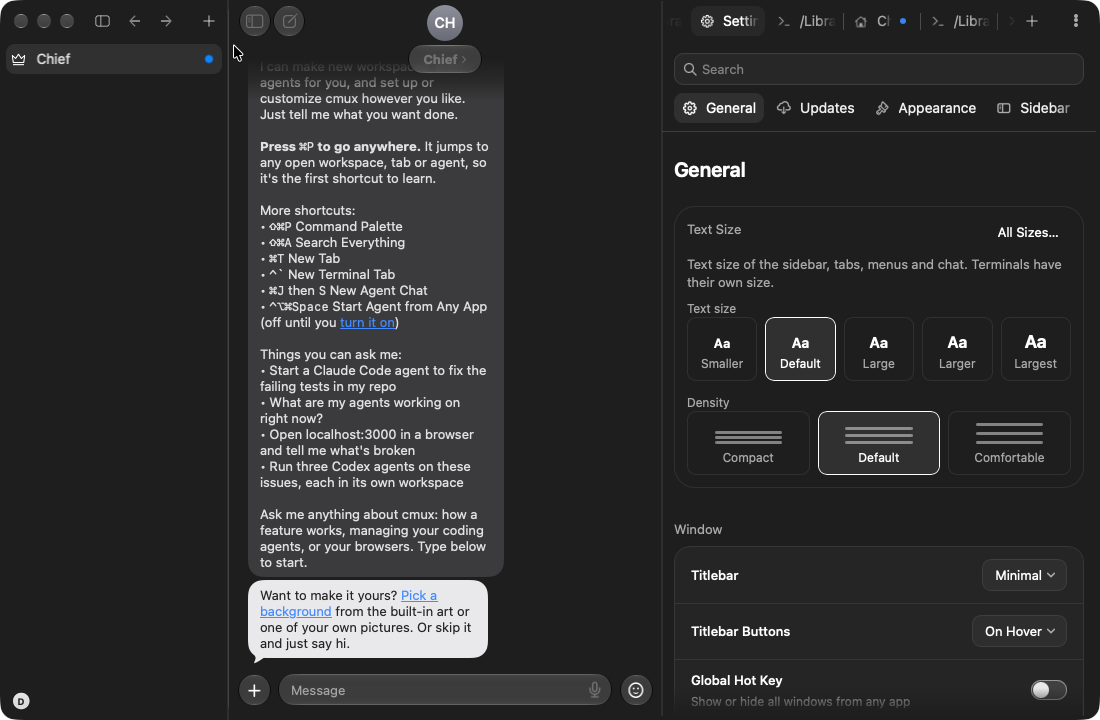 Chief
D
CH
Chief ›
I can make new workspac
agents for you, and set up or
customize cmux however you like.
Just tell me what you want done.
Press ⌘P to go anywhere. It jumps to
any open workspace, tab or agent, so
it's the first shortcut to learn.
More shortcuts:
• ⇧⌘P Command Palette
• ⇧⌘A Search Everything
• ⌘T New Tab
• ^` New Terminal Tab
• ⌘J then S New Agent Chat
• ^⌥⌘Space Start Agent from Any App
(off until you turn it on)
Things you can ask me:
• Start a Claude Code agent to fix the
failing tests in my repo
• What are my agents working on
right now?
• Open localhost:3000 in a browser
and tell me what's broken
• Run three Codex agents on these
issues, each in its own workspace
Ask me anything about cmux: how a
feature works, managing your coding
agents, or your browsers. Type below
to start.
Want to make it yours? Pick a
background from the built-in art or
one of your own pictures. Or skip it
and just say hi.
Message
Settin
/Libra
Ch
/Libra
Search
General
Updates
Appearance
Sidebar
General
Text Size
All Sizes...
Text size of the sidebar, tabs, menus and chat. Terminals have
their own size.
Text size
Aa Aa Aa Aa Aa
Smaller Default Large Larger Largest
Density
Compact Default Comfortable
Window
Titlebar
Minimal
Titlebar Buttons
On Hover
Global Hot Key
Show or hide all windows from any app